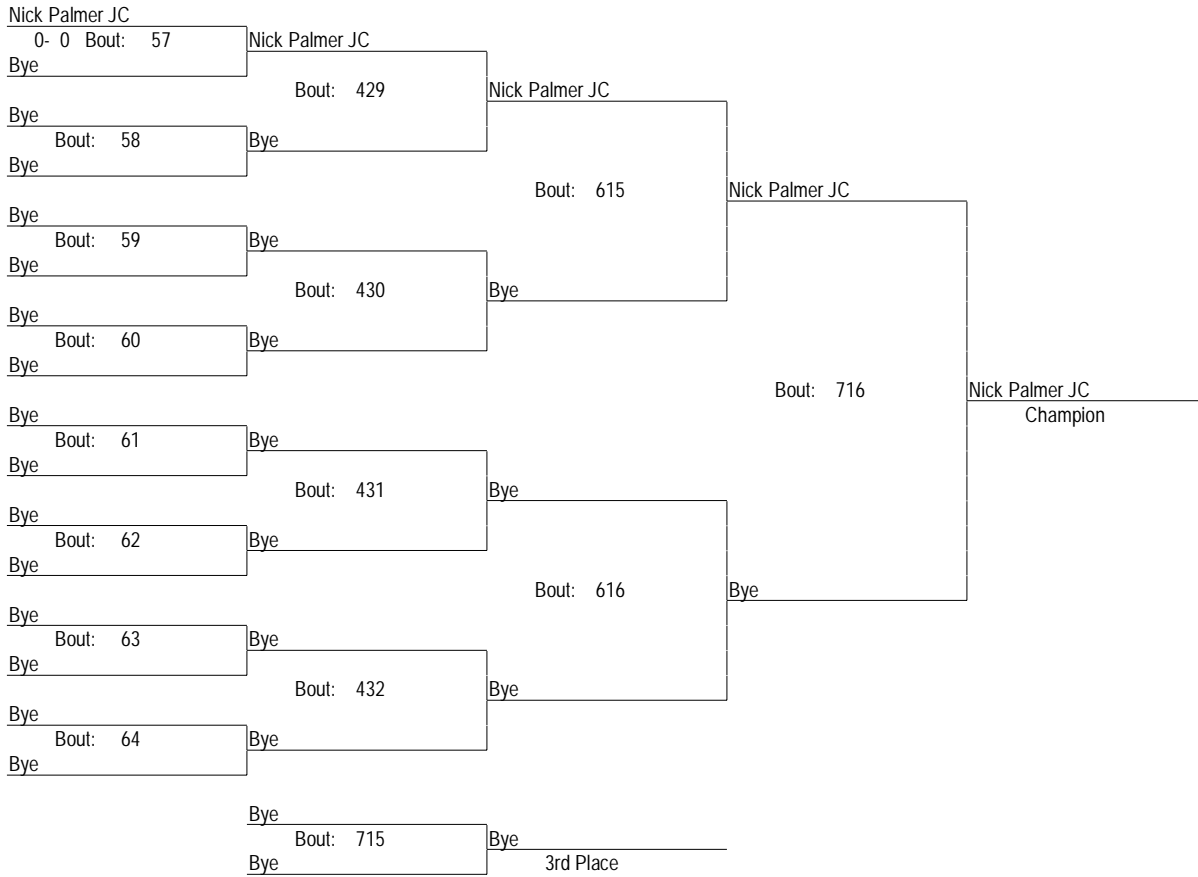 Nick Palmer JC
0- 0 Bout: 57 Nick Palmer JC
Bye
Bout: 429 Nick Palmer JC
Bye
Bout: 58 Bye
Bye
Bout: 615 Nick Palmer JC
Bye
Bout: 59 Bye
Bye
Bout: 430 Bye
Bye
Bout: 60 Bye
Bye
Bout: 716 Nick Palmer JC
Champion
Bye
Bout: 61 Bye
Bye
Bout: 431 Bye
Bye
Bout: 62 Bye
Bye
Bout: 616 Bye
Bye
Bout: 63 Bye
Bye
Bout: 432 Bye
Bye
Bout: 64 Bye
Bye
Bye
Bout: 715 Bye
Bye 3rd Place